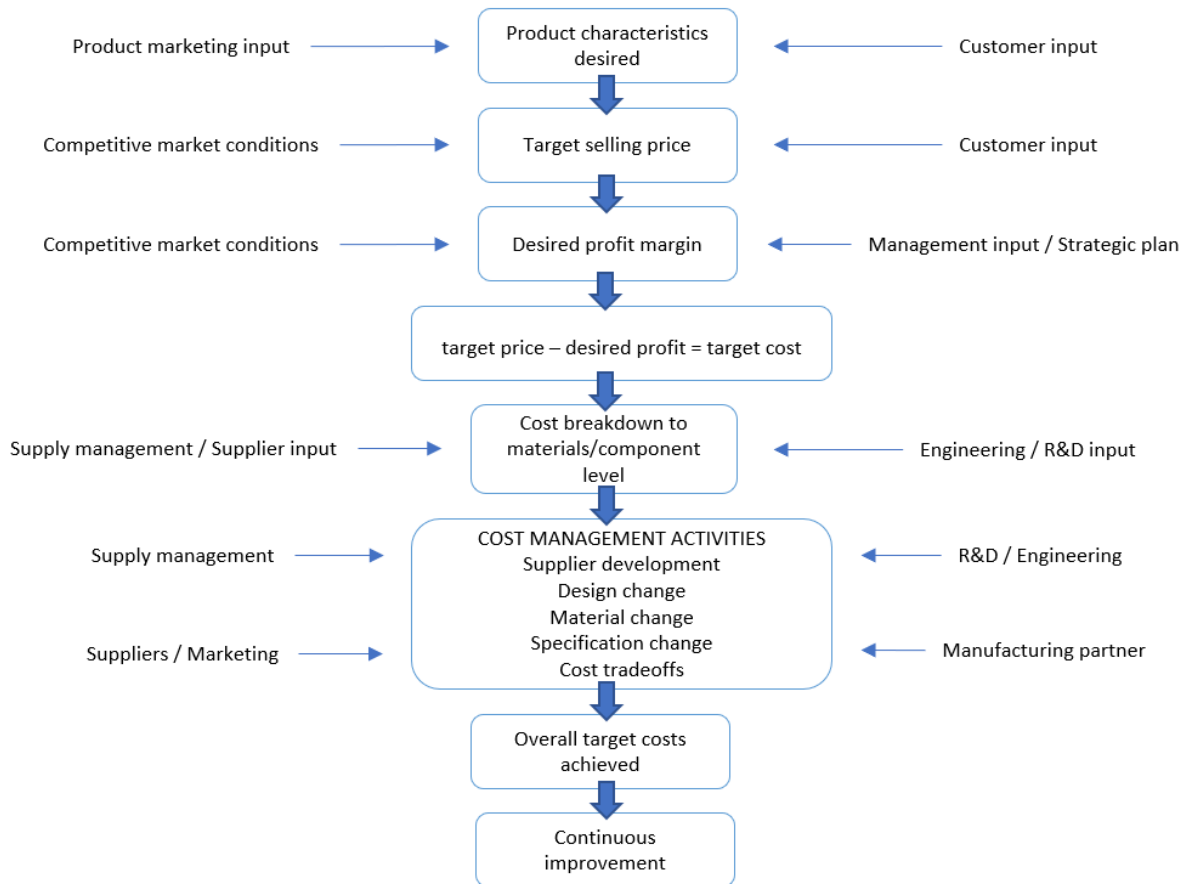 Product marketing input
Product characteristics
desired
Customer input
Competitive market conditions
Target selling price
Customer input
Competitive market conditions
Desired profit margin
Management input / Strategic plan
target price – desired profit = target cost
Supply management / Supplier input
Cost breakdown to
materials/component
level
Engineering / R&D input
COST MANAGEMENT ACTIVITIES
Supplier development
Design change
Material change
Specification change
Cost tradeoffs
Supply management
R&D / Engineering
Suppliers / Marketing
Manufacturing partner
Overall target costs
achieved
Continuous
improvement